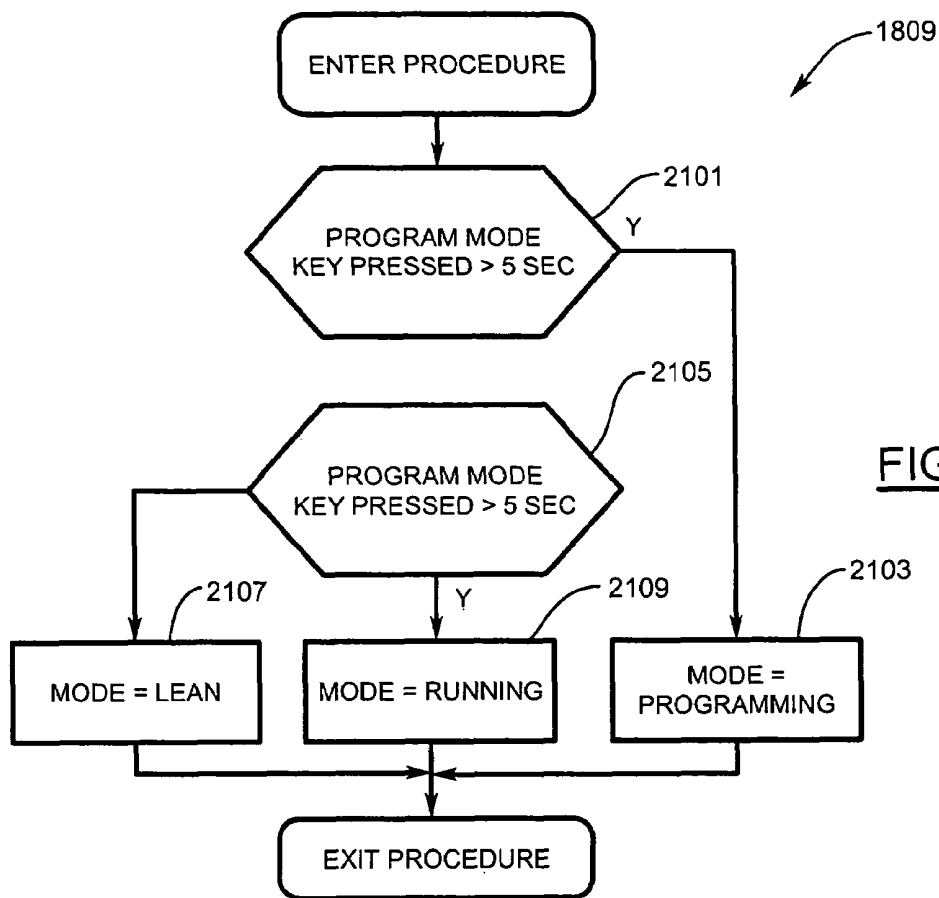 1809
ENTER PROCEDURE
2101
Y
PROGRAM MODE
KEY PRESSED > 5 SEC
2105
PROGRAM MODE
KEY PRESSED > 5 SEC
FIG
2107
Y
2109
2103
MODE = LEAN
MODE = RUNNING
MODE =
PROGRAMMING
EXIT PROCEDURE